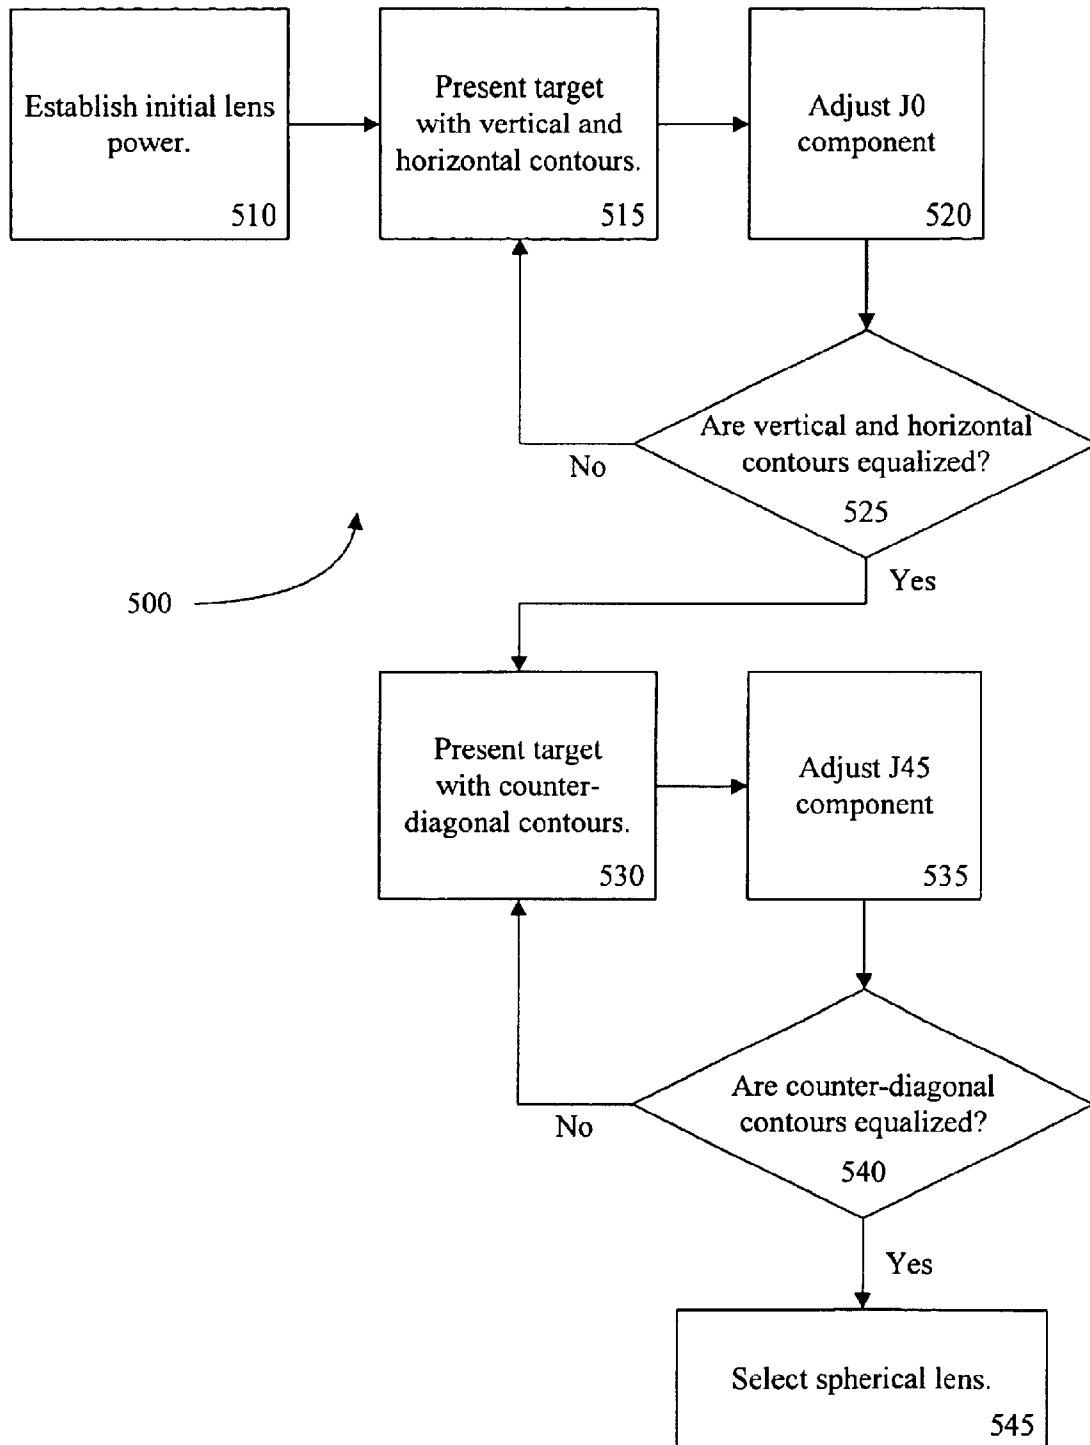 Establish initial lens
power.
510
Present target
with vertical and
horizontal contours.
515
Adjust J0
component
520
Are vertical and horizontal
contours equalized?
525
No
Yes
500
Present target
with counter-
diagonal contours.
530
Adjust J45
component
535
Are counter-diagonal
contours equalized?
540
No
Yes
Select spherical lens.
545